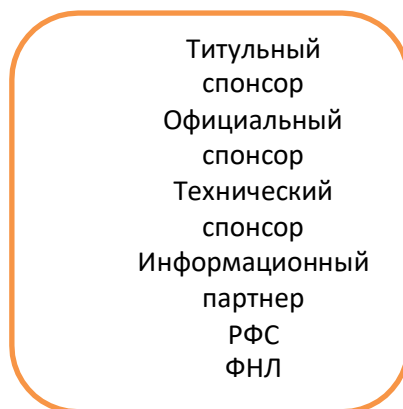 Титульный
спонсор
Официальный
спонсор
Технический
спонсор
Информационный
партнер
РФС
ФНЛ